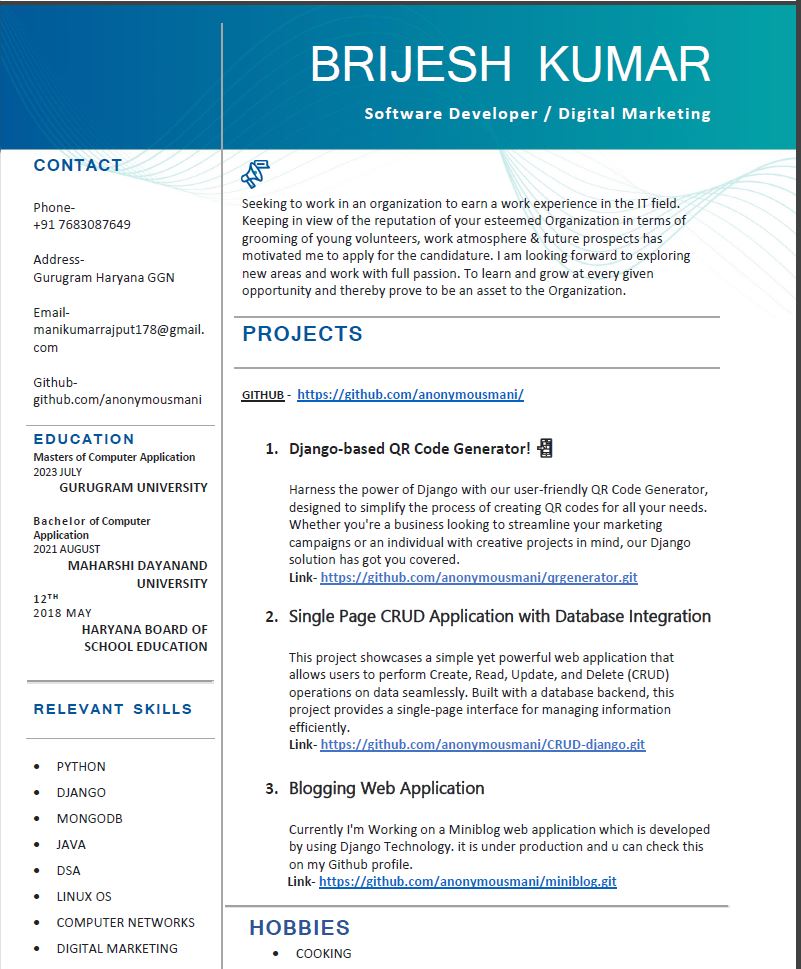 BRIJESH KUMAR
Software Developer / Digital Marketing
CONTACT
Phone-
+91 7683087649
Address-
Gurugram Haryana GGN
Email-
manikumarrajput178@gmail.
com
Github-
github.com/anonymousmani
EDUCATION
Masters of Computer Application
2023 JULY
GURUGRAM UNIVERSITY
Bachelor of Computer
Application
2021 AUGUST
MAHARSHI DAYANAND
UNIVERSITY
12TH
2018 MAY
HARYANA BOARD OF
SCHOOL EDUCATION
RELEVANT SKILLS
• PYTHON
• DJANGO
• MONGODB
• JAVA
• DSA
• LINUX OS
• COMPUTER NETWORKS
• DIGITAL MARKETING
Seeking to work in an organization to earn a work experience in the IT field.
Keeping in view of the reputation of your esteemed Organization in terms of
grooming of young volunteers, work atmosphere & future prospects has
motivated me to apply for the candidature. I am looking forward to exploring
new areas and work with full passion. To learn and grow at every given
opportunity and thereby prove to be an asset to the Organization.
PROJECTS
GITHUB - https://github.com/anonymousmani/
1. Django-based QR Code Generator!
Harness the power of Django with our user-friendly QR Code Generator,
designed to simplify the process of creating QR codes for all your needs.
Whether you're a business looking to streamline your marketing
campaigns or an individual with creative projects in mind, our Django
solution has got you covered.
Link- https://github.com/anonymousmani/qrgenerator.git
2. Single Page CRUD Application with Database Integration
This project showcases a simple yet powerful web application that
allows users to perform Create, Read, Update, and Delete (CRUD)
operations on data seamlessly. Built with a database backend, this
project provides a single-page interface for managing information
efficiently.
Link- https://github.com/anonymousmani/CRUD-django.git
3. Blogging Web Application
Currently I'm Working on a Miniblog web application which is developed
by using Django Technology. it is under production and u can check this
on my Github profile.
Link- https://github.com/anonymousmani/miniblog.git
HOBBIES
• COOKING